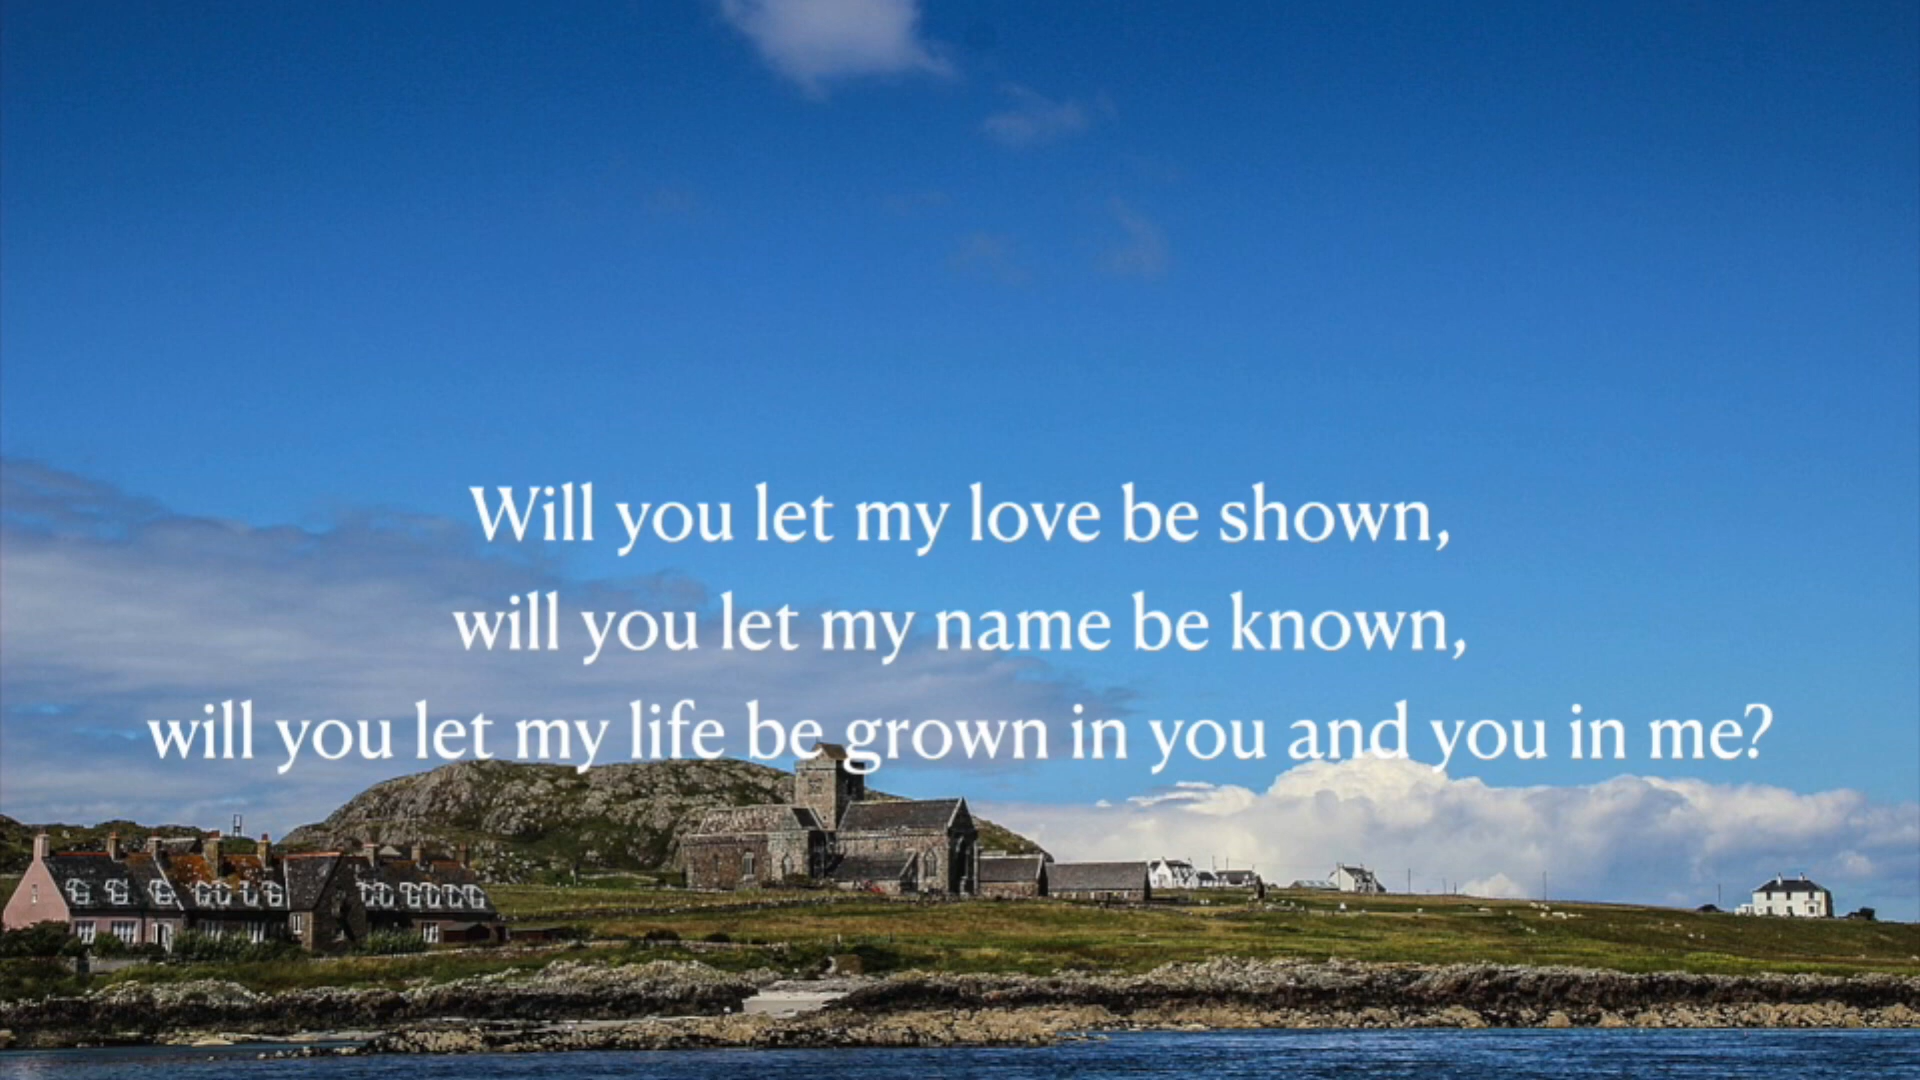 Will you let my love be shown,
will you let my name be known,
will you let my life be grown in you and you in me?